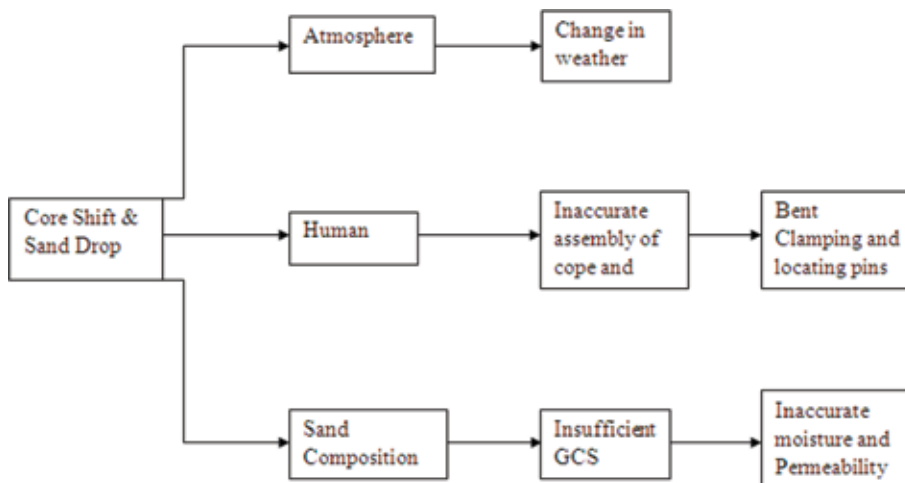 Atmosphere
Change in
weather
Core Shift &
Sand Drop
Human
Inaccurate
assembly of
cope and
Bent
Clamping and
locating pins
Sand
Composition
Insufficient
GCS
Inaccurate
moisture and
Permeability